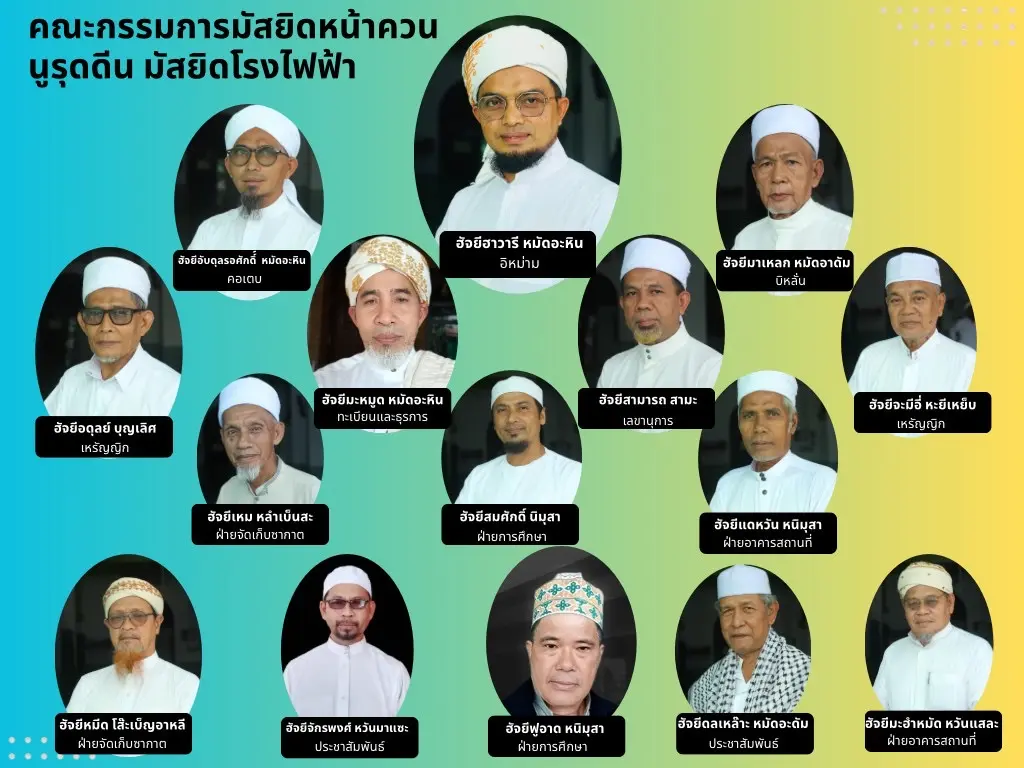 คณะกรรมการมัสยิดหน้าควน
นูรุดดีน มัสยิดโรงไฟฟ้า
ฮัจยีฮาวารี หมัดอะหิน
อิหม่าม
ฮัจยีอับดุลรอศักดิ์ หมัดอะหิน
คอเตบ
ฮัจยีมาเหลก หมัดอาดัม
บิหลั่น
ฮัจยีอดุลย์ บุญเลิศ
เหรัญญิก
ฮัจยีมะหมูด หมัดอะหิน
ทะเบียนและธุรการ
ฮัจยีสามารถ สามะ
เลขานุการ
ฮัจยีจะมีอี่ หะยีเหย็บ
เหรัญญิก
ฮัจยีเหม หลำเบ็นสะ
ฝ่ายจัดเก็บซากาต
ฮัจยีสมศักดิ์ นิมุสา
ฝ่ายการศึกษา
ฮัจยีแดหวัน หนิมุสา
ฝ่ายอาคารสถานที่
ฮัจยีหมีด โส๊ะเบ็ญอาหลี
ฝ่ายจัดเก็บซากาต
ฮัจยีจักรพงศ์ หวันมาแซะ
ประชาสัมพันธ์
ฮัจยีฟูอาด หนิมุสา
ฝ่ายการศึกษา
ฮัจยีดลเหล๊าะ หมัดอะดัม
ประชาสัมพันธ์
ฮัจยีมะฮำหมัด หวันแสละ
ฝ่ายอาคารสถานที่